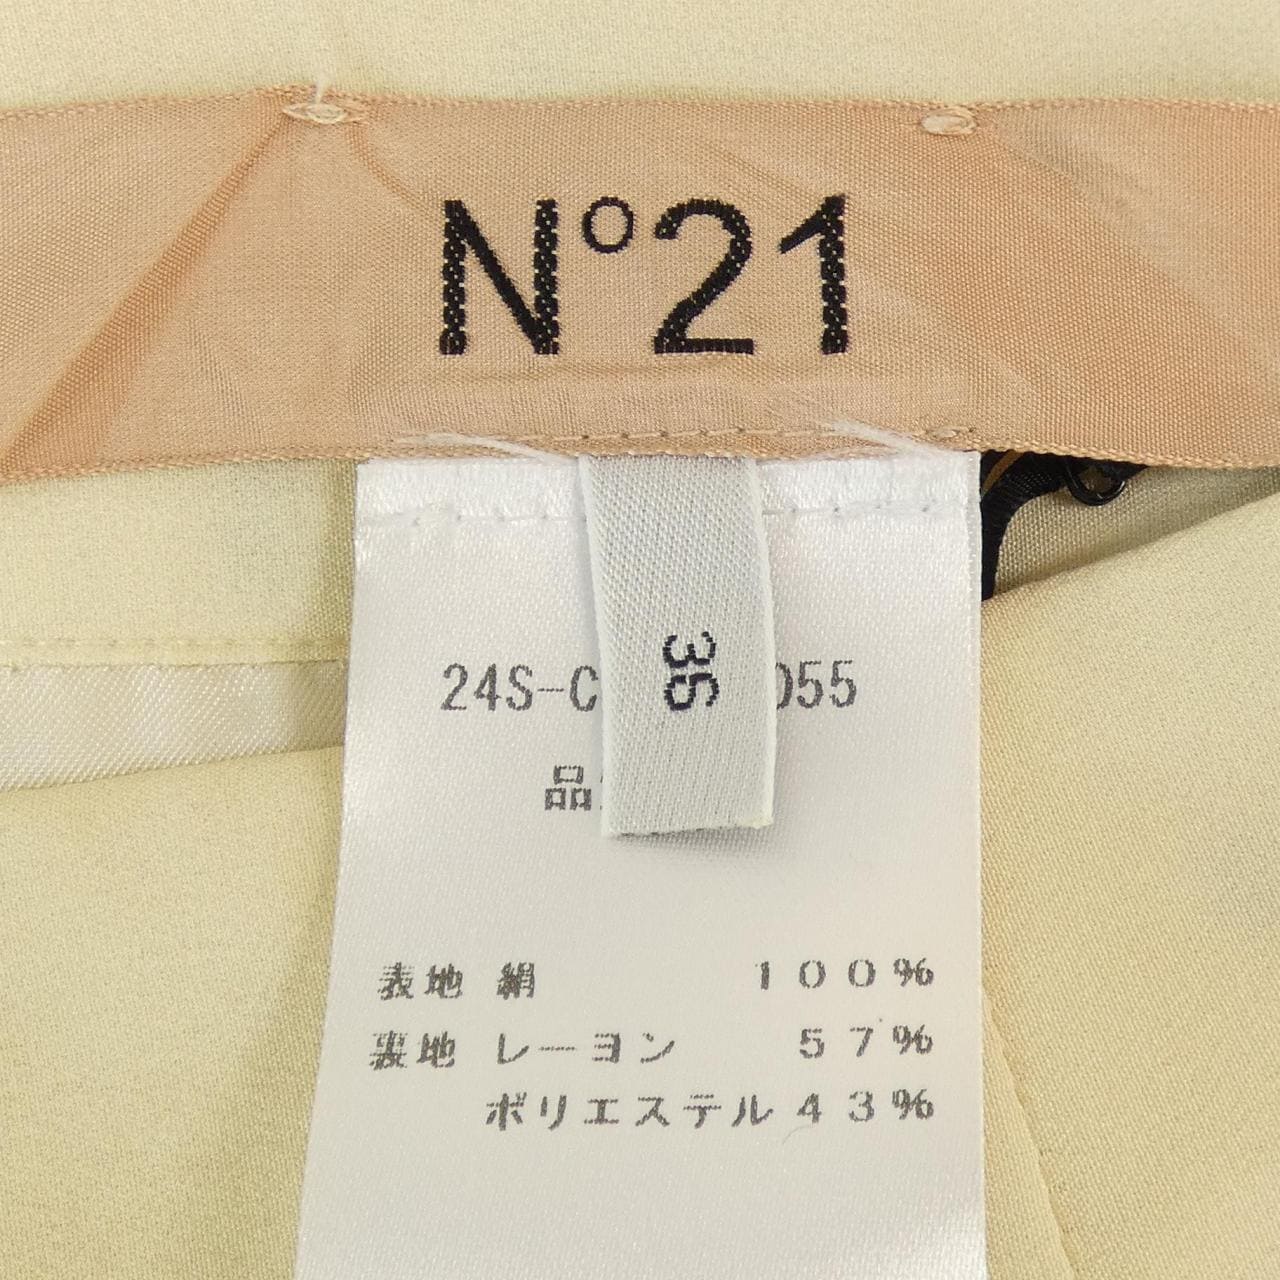 N°21
36
24S-C 055
品
表地 絹 100%
裏地 レーヨン 57%
ポリエステル 43%